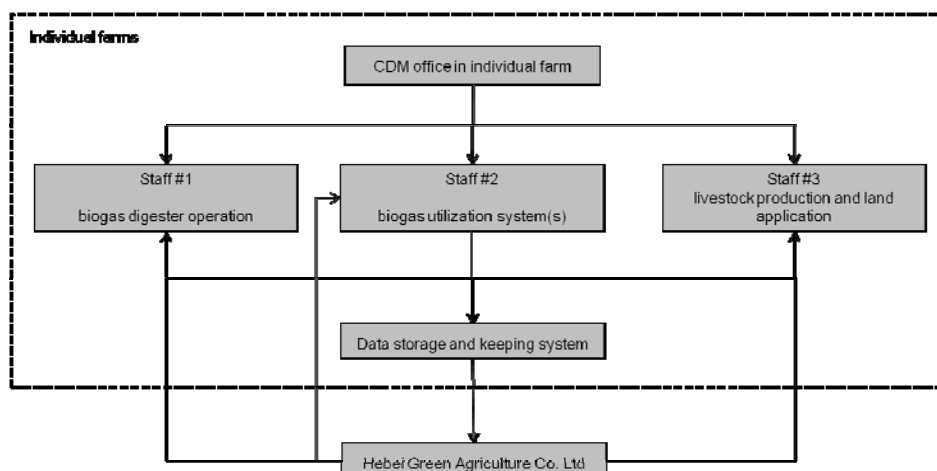 Individual farms
CDM office in individual farm
Staff #1
biogas digester operation
Staff #2
biogas utilization system(s)
Staff #3
livestock production and land
application
Data storage and keeping system
Hebei Green Agriculture Co. Ltd